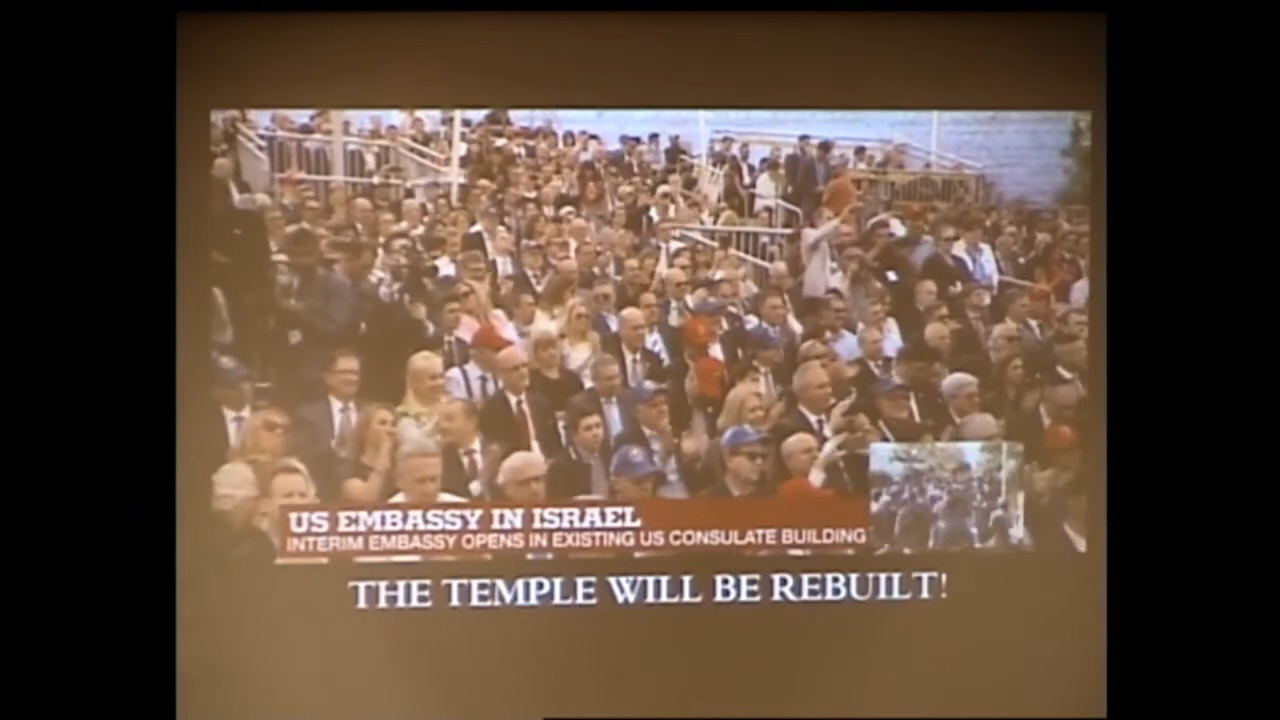 US EMBASSY IN ISRAEL
INTERIM EMBASSY OPENS IN EXISTING US CONSULATE BUILDING
THE TEMPLE WILL BE REBUILT!